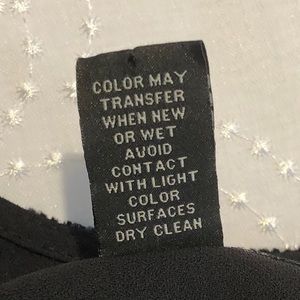 COLOR MAY
TRANSFER
WHEN NEW
OR WET
AVOID
CONTACT
WITH LIGHT
COLOR
SURFACES
DRY CLEAN